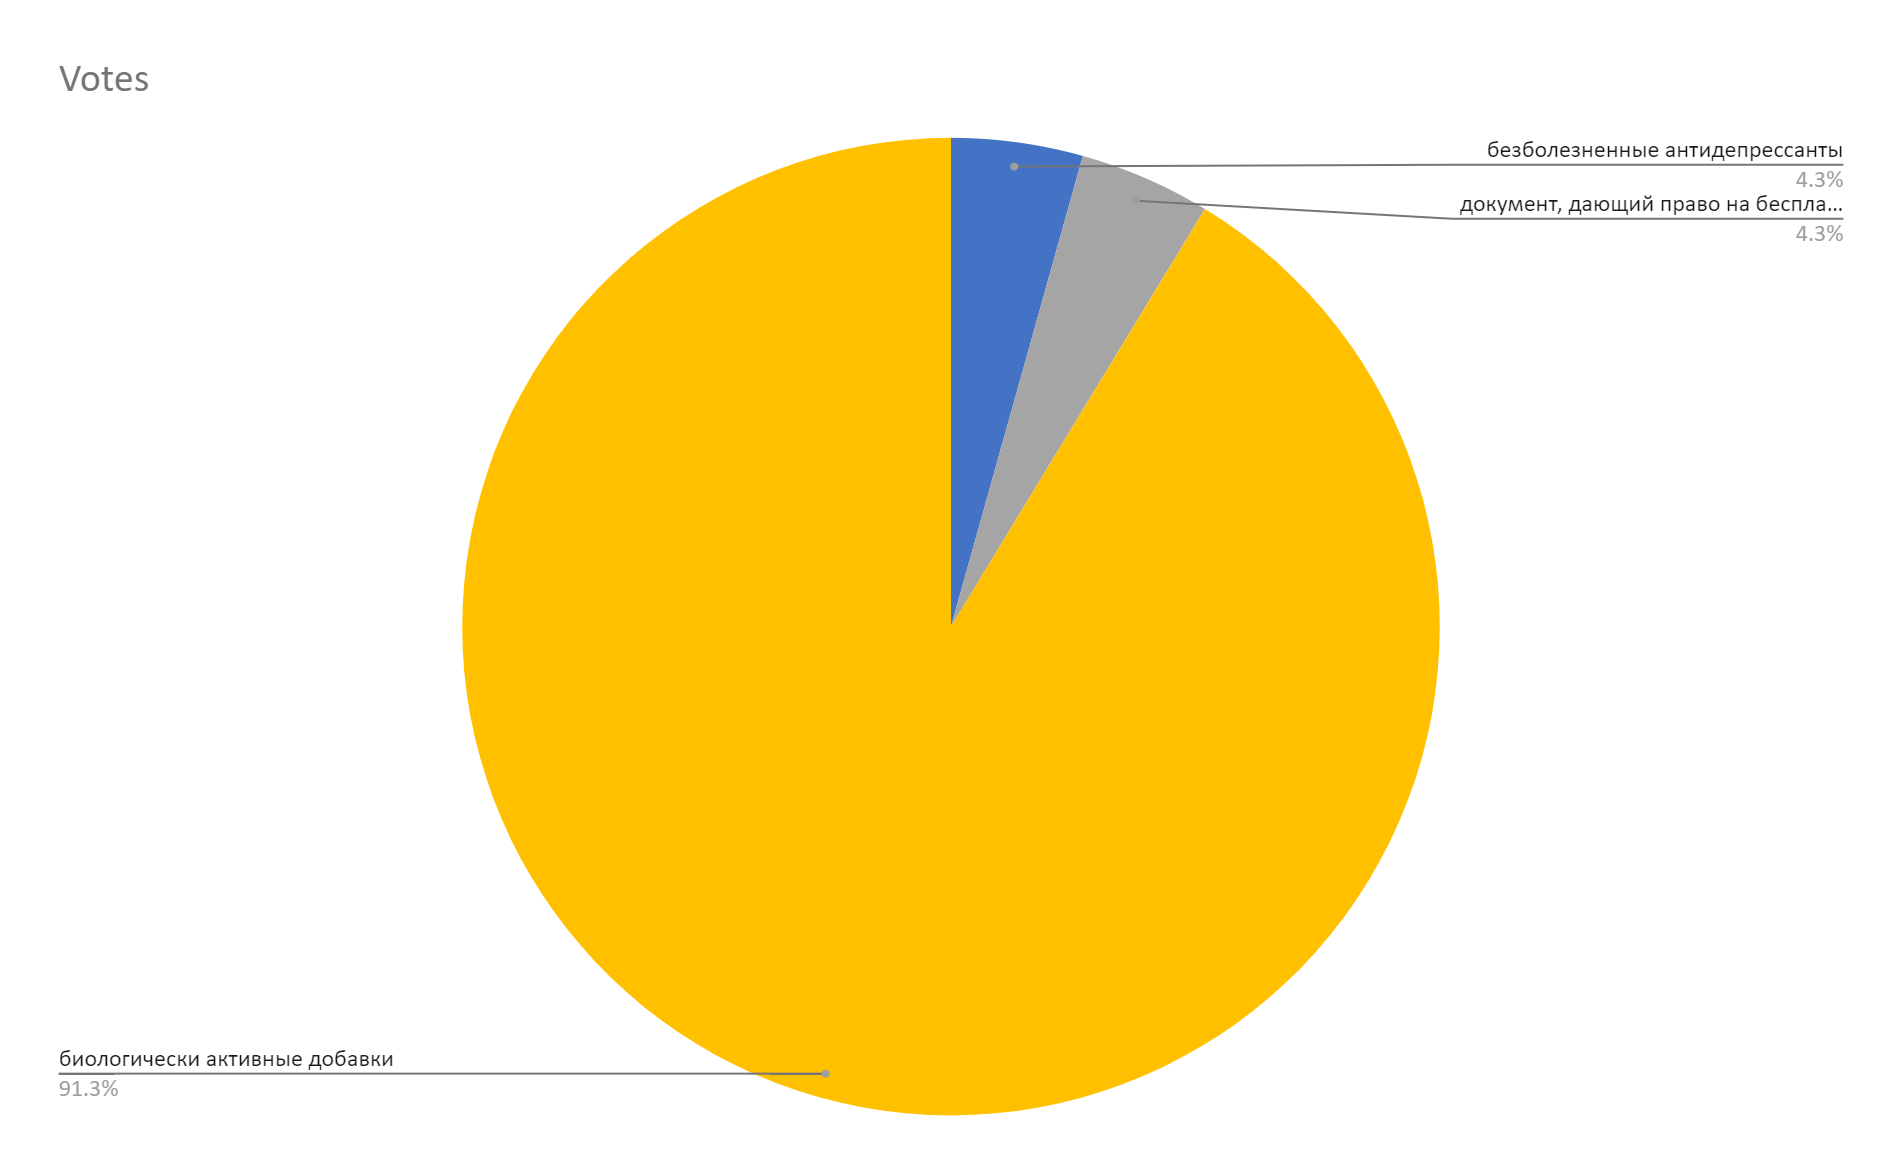 Votes
безболезненные антидепрессанты
4.3%
документ, дающий право на беспла...
4.3%
биологически активные добавки
91.3%